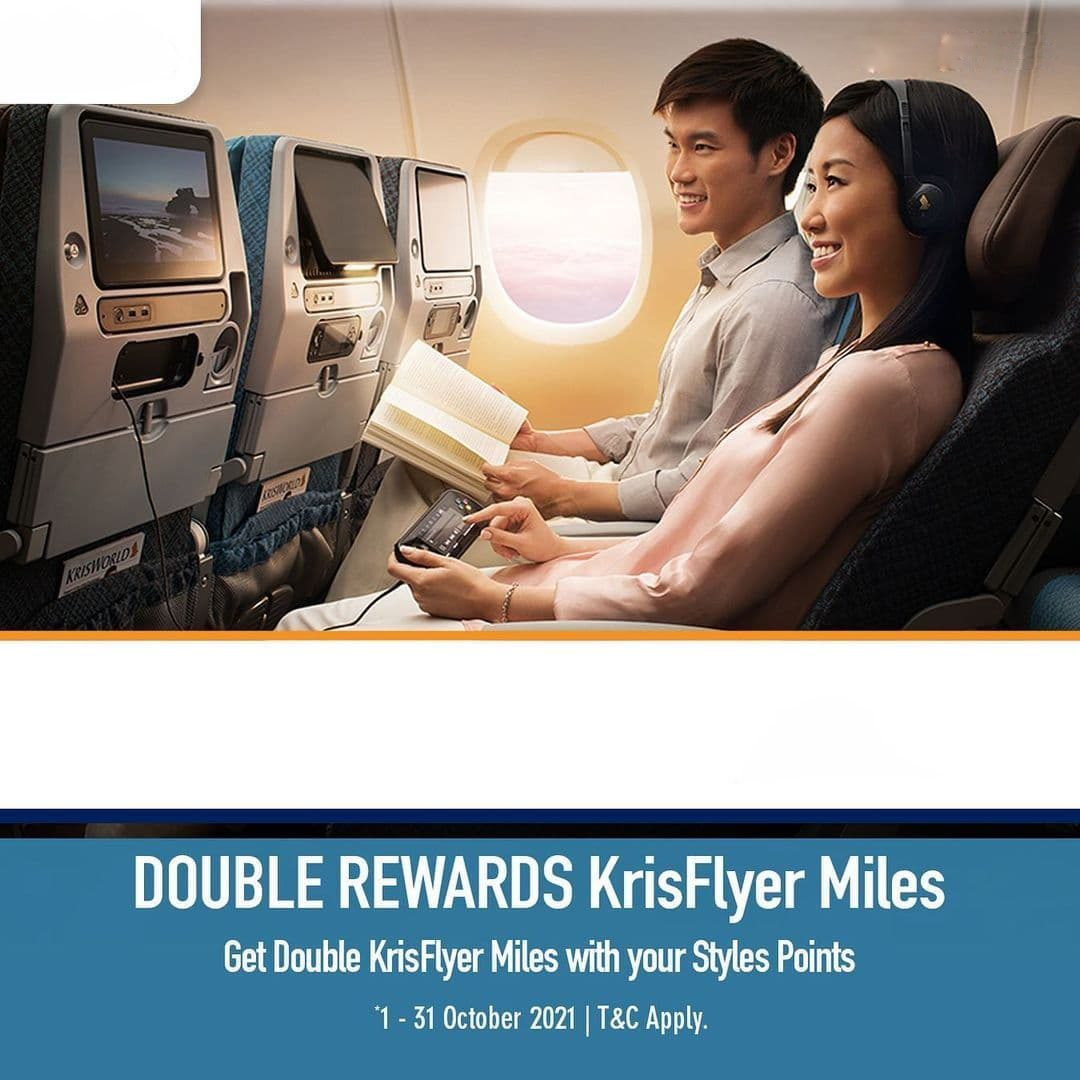 KRISWORLD
KRISWORLD
DOUBLE REWARDS KrisFlyer Miles
Get Double KrisFlyer Miles with your Styles Points
*1 - 31 October 2021 | T&C Apply.